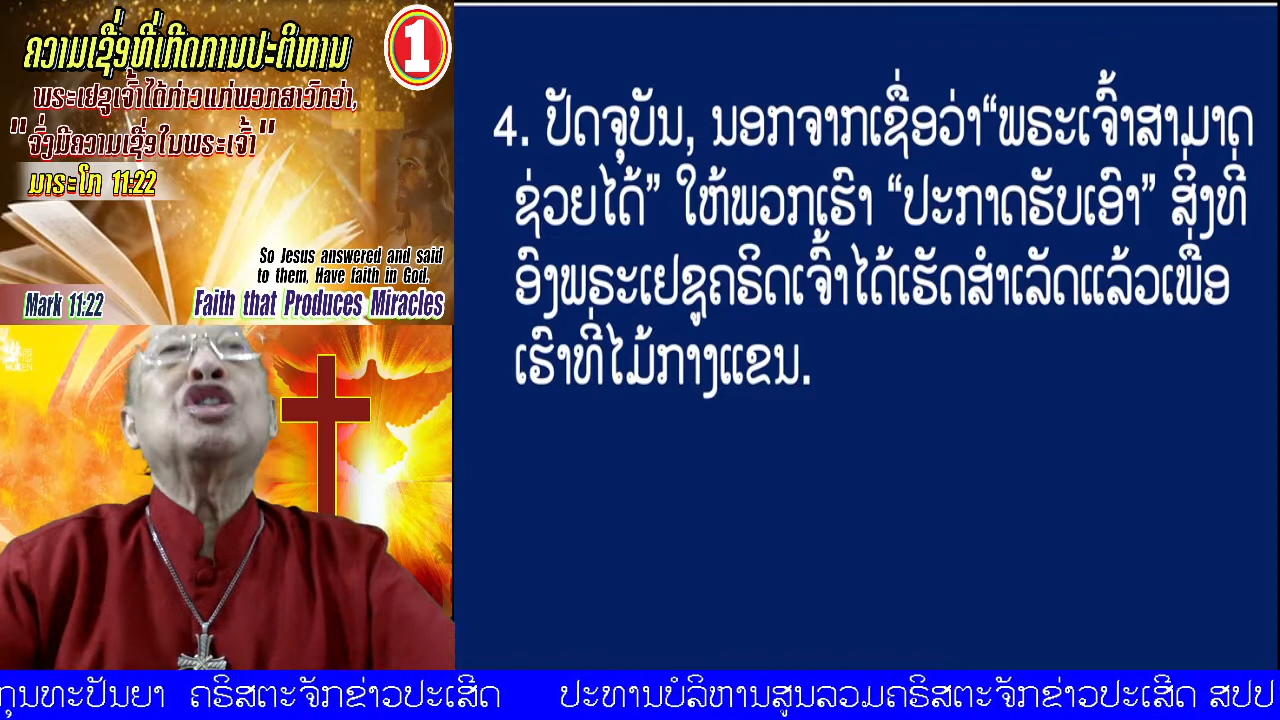 ຄວາມເຊື່ອທີ່ເກີດການປະຕິຫານ
1
ພຣະເຢຊູເຈົ້າໄດ້ກ່າວແກ່ພວກສາວົກວ່າ,
"ຈົ່ງມີຄວາມເຊື່ອໃນພຣະເຈົ້າ"
ມາຣະໂກ 11:22
So Jesus answered and said
to them, Have faith in God.
Mark 11:22
Faith that Produces Miracles
4. ປັດຈຸບັນ, ນອກຈາກເຊື່ອວ່າ“ພຣະເຈົ້າສາມາດ
ຊ່ວຍໄດ້” ໃຫ້ພວກເຮົາ “ປະກາດຮັບເອົາ” ສິ່ງທີ່
ອົງພຣະເຢຊູຄຣິດເຈົ້າໄດ້ເຮັດສຳເລັດແລ້ວເພື່ອ
ເຮົາທີ່ໄມ້ກາງແຂນ.
ກຸນທະປັນຍາ ຄຣິສຕະຈັກຂ່າວປະເສີດ ປະທານບໍລິຫານສູນລວມຄຣິສຕະຈັກຂ່າວປະເສີດ ສປປ